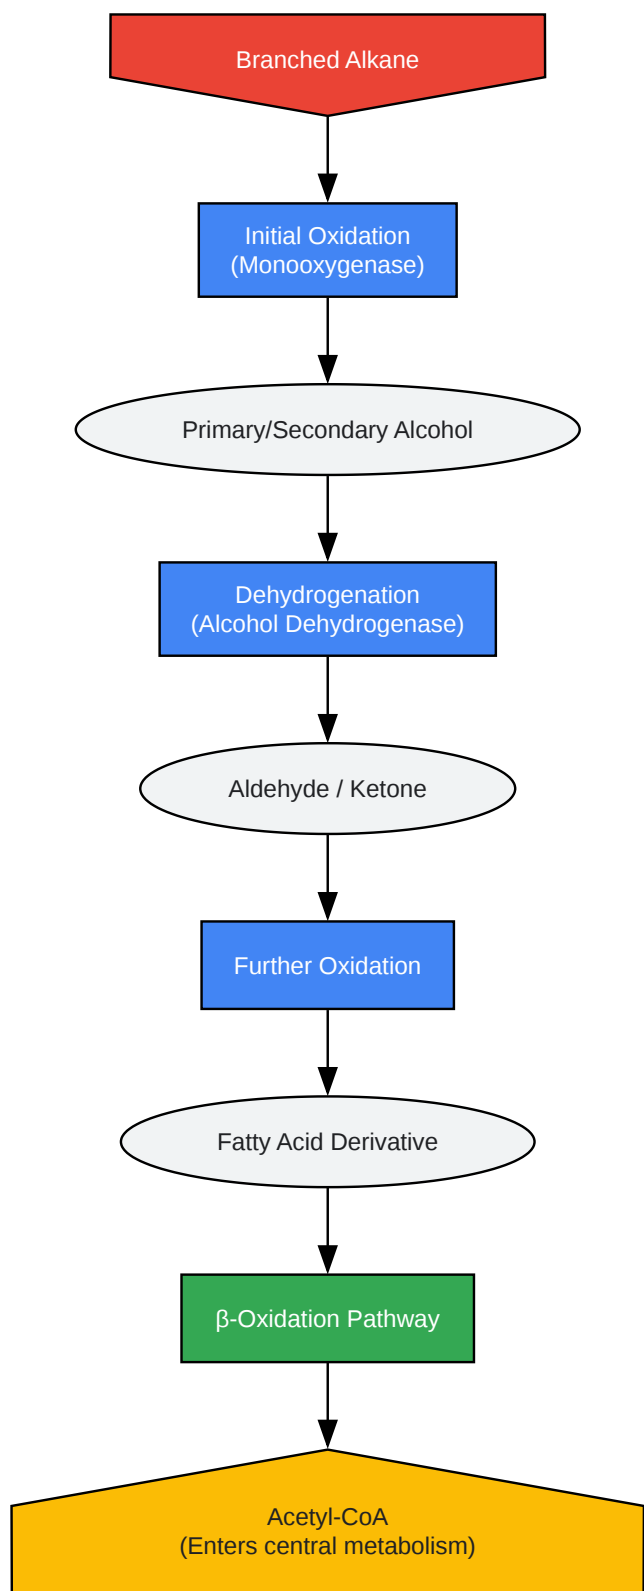 Branched Alkane
Initial Oxidation
(Monooxygenase)
Primary/Secondary Alcohol
Dehydrogenation
(Alcohol Dehydrogenase)
Aldehyde / Ketone
Further Oxidation
Fatty Acid Derivative
β-Oxidation Pathway
Acetyl-CoA
(Enters central metabolism)